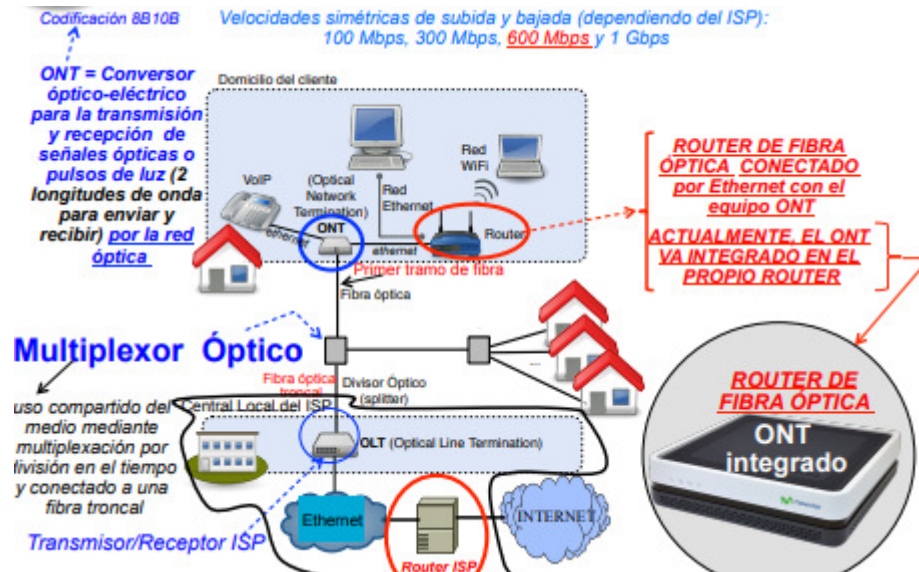 Codificación 8B10B
Velocidades simétricas de subida y bajada (dependiendo del ISP):
100 Mbps, 300 Mbps, 600 Mbps y 1 Gbps
ONT = Conversor
óptico-eléctrico
para la transmisión
y recepción de
señales ópticas o
pulsos de luz (2
longitudes de onda
para enviar y
recibir) por la red
óptica
Domicilio del cliente
VoIP
(Optical
Network
Termination)
ONT
ethernet
Red
Ethernet
ethernet
Red
WiFi
Router
ROUTER DE FIBRA
ÓPTICA CONECTADO
por Ethernet con el
equipo ONT
ACTUALMENTE, EL ONT
VA INTEGRADO EN EL
PROPIO ROUTER
Primer tramo de fibra
Fibra óptica
Multiplexor Óptico
Fibra óptica
troncal
Divisor Óptico
(splitter)
uso compartido del
medio mediante
multiplexación por
división en el tiempo
y conectado a una
fibra troncal
Central Local del ISP
OLT (Optical Line Termination)
Ethernet
INTERNET
Transmisor/Receptor ISP
Router ISP
ROUTER DE
FIBRA ÓPTICA
ONT
integrado